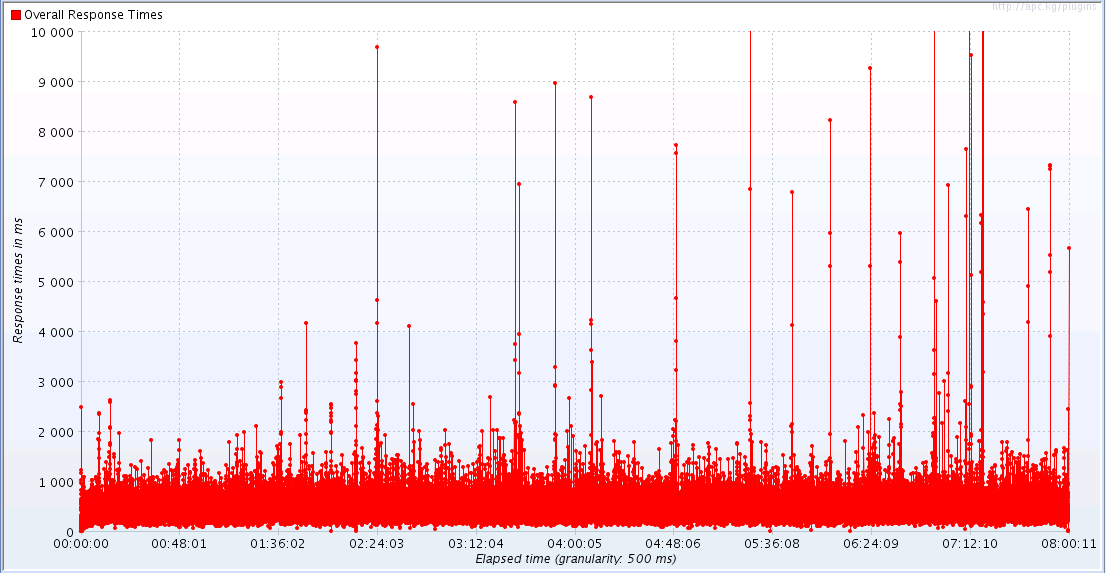 http://apc.kg/plugins
Overall Response Times
10 000
9 000
8 000
7 000
6 000
5 000
4 000
3 000
2 000
1 000
0
Response times in ms
00:00:00 00:48:01 01:36:02 02:24:03 03:12:04 04:00:05 04:48:06 05:36:08 06:24:09 07:12:10 08:00:11
Elapsed time (granularity: 500 ms)